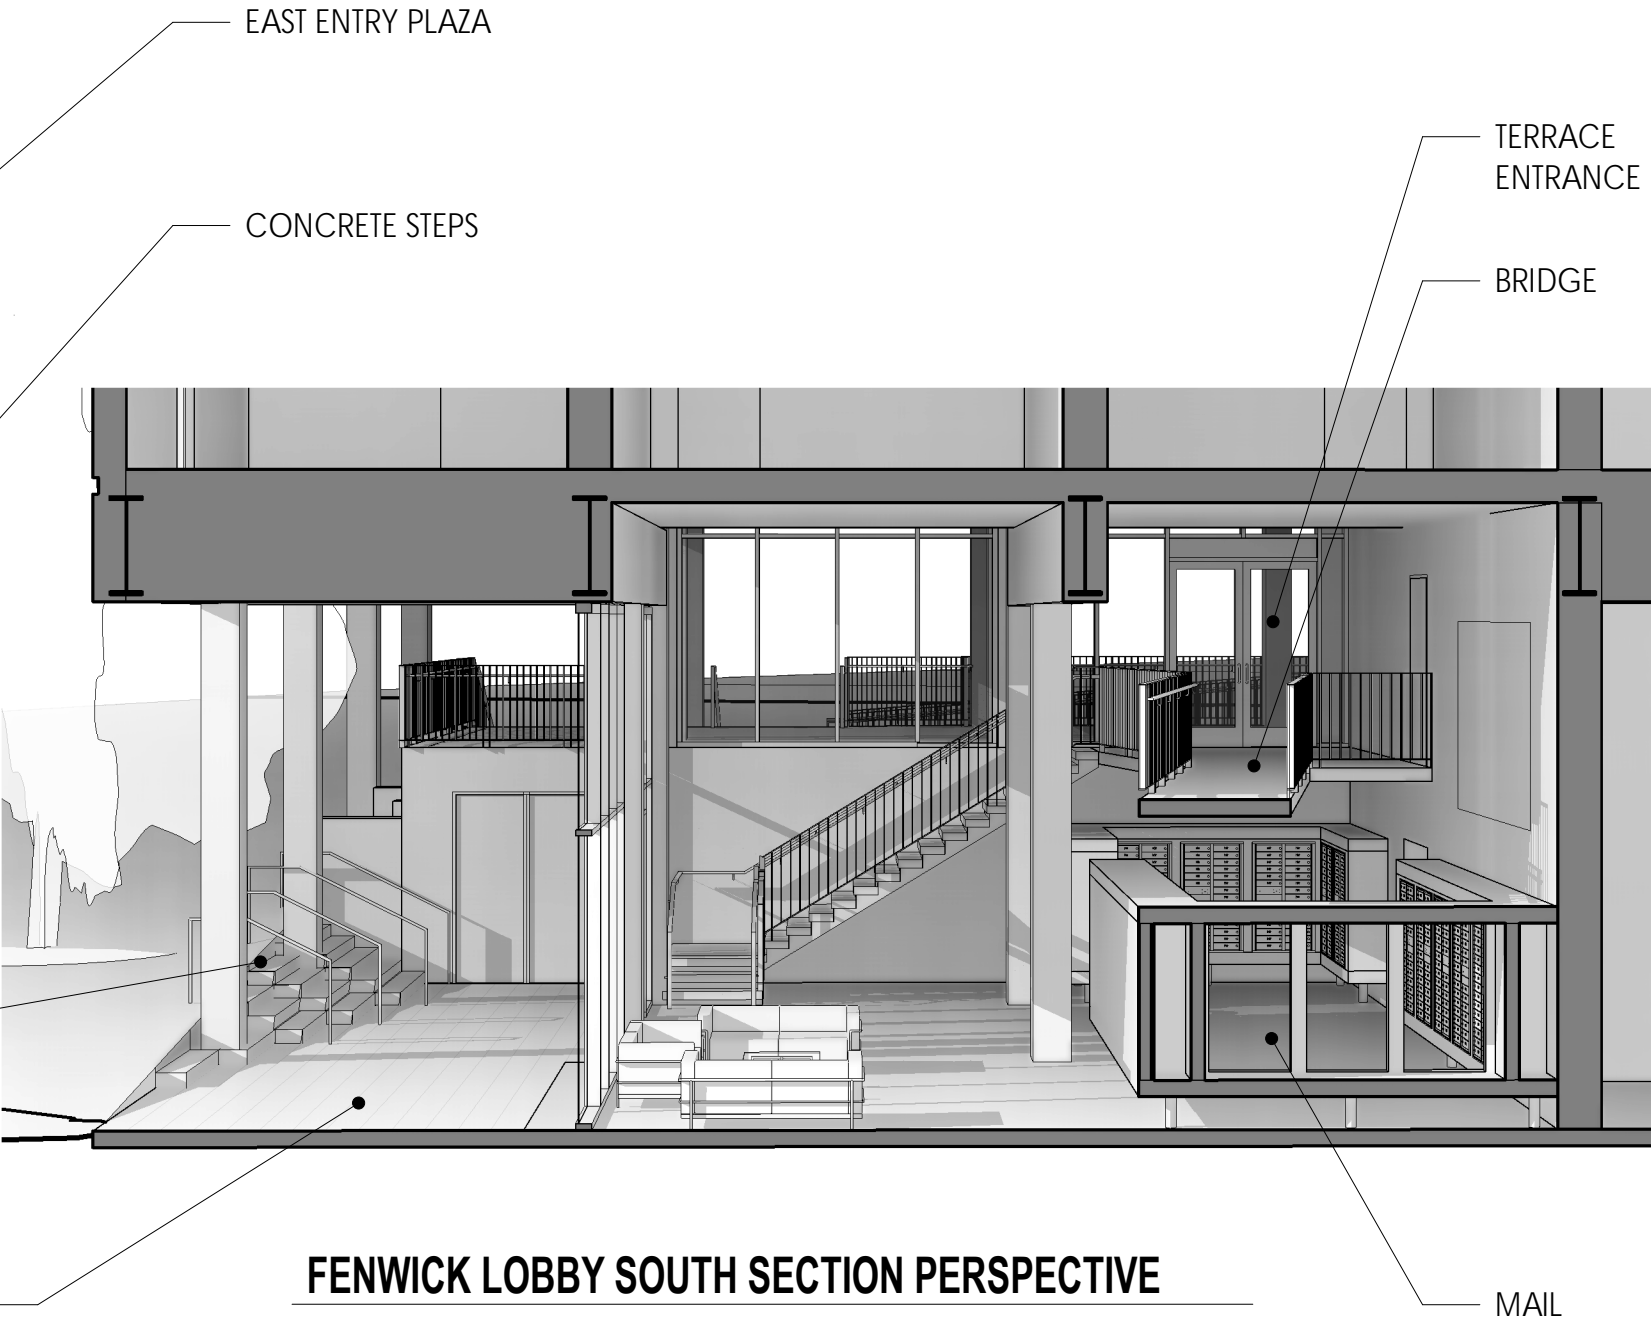 EAST ENTRY PLAZA
TERRACE
ENTRANCE
CONCRETE STEPS
BRIDGE
FENWICK LOBBY SOUTH SECTION PERSPECTIVE
MAIL